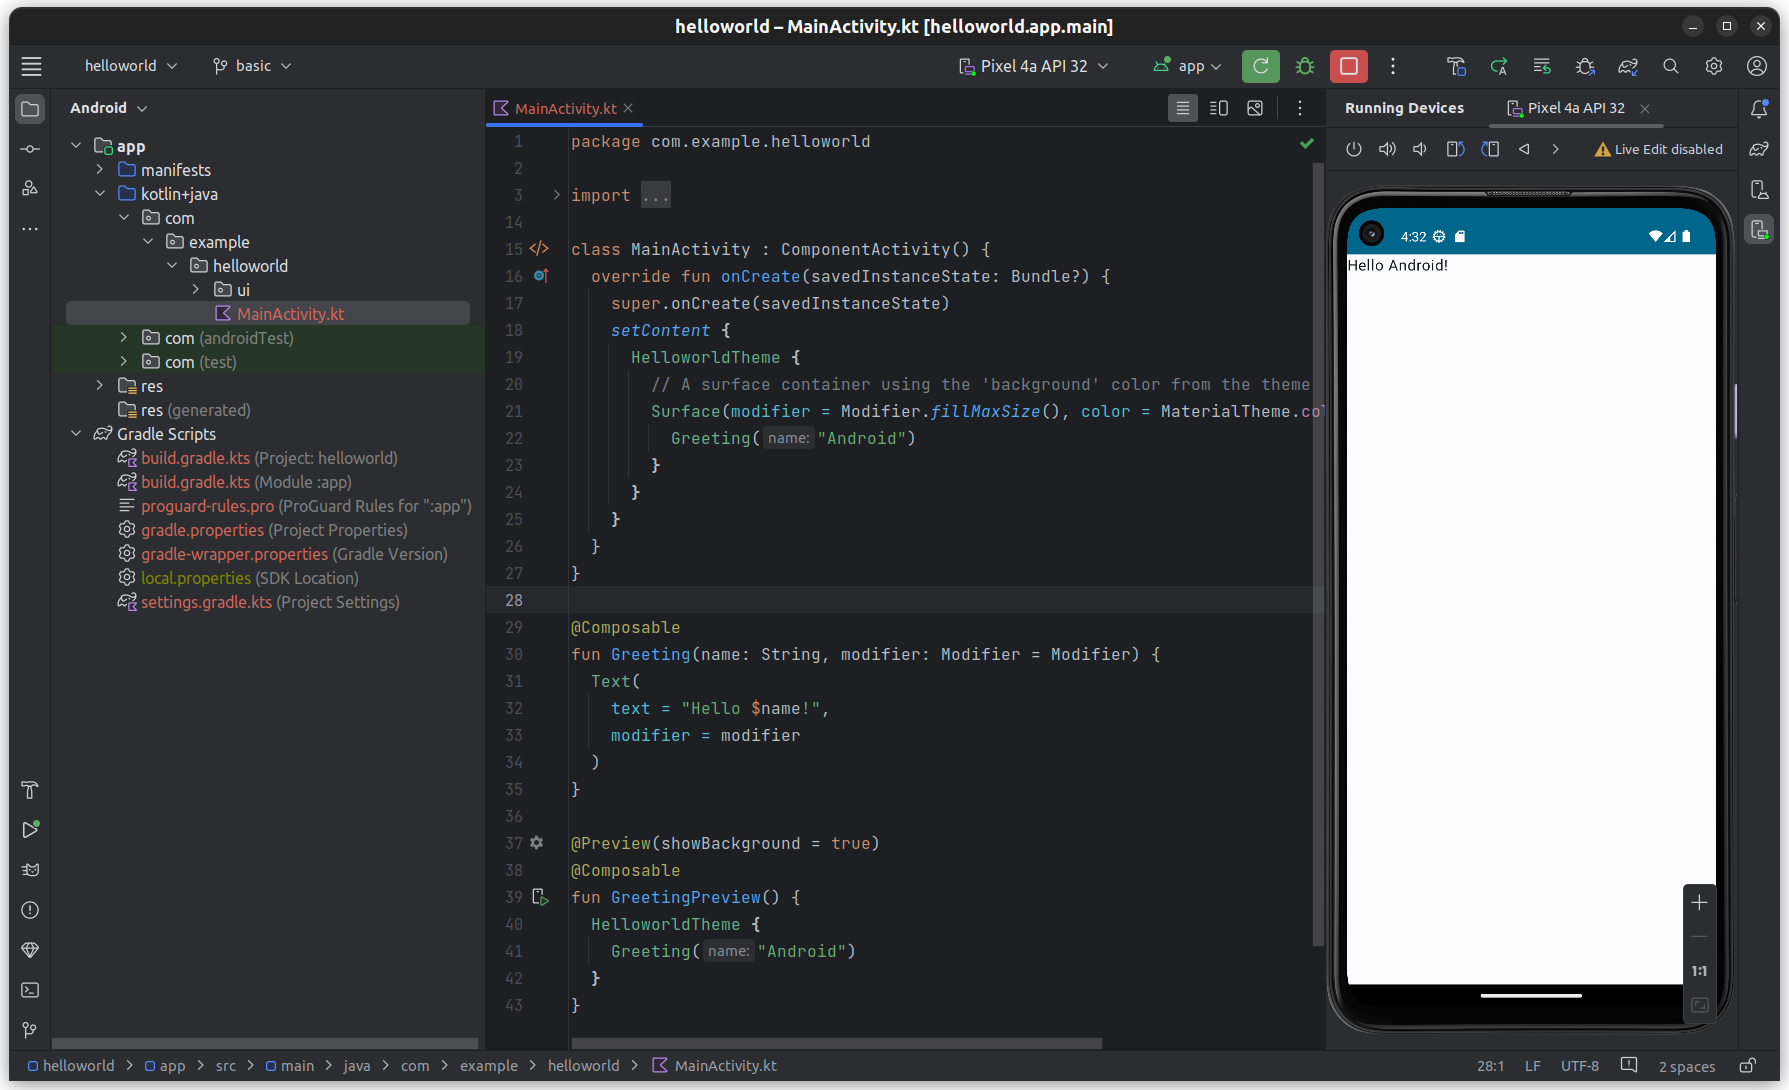 helloworld – MainActivity.kt [helloworld.app.main]
helloworld
basic
Pixel 4a API 32
app
Android
app
manifests
kotlin+java
com
example
helloworld
ui
MainActivity.kt
com (androidTest)
com (test)
res
res (generated)
Gradle Scripts
build.gradle.kts (Project: helloworld)
build.gradle.kts (Module :app)
proguard-rules.pro (ProGuard Rules for ":app")
gradle.properties (Project Properties)
gradle-wrapper.properties (Gradle Version)
local.properties (SDK Location)
settings.gradle.kts (Project Settings)
MainActivity.kt
1 package com.example.helloworld
2
3 import ...
14
15 class MainActivity : ComponentActivity() {
16 override fun onCreate(savedInstanceState: Bundle?) {
17 super.onCreate(savedInstanceState)
18 setContent {
19 HelloworldTheme {
20 // A surface container using the 'background' color from the theme
21 Surface(modifier = Modifier.fillMaxSize(), color = MaterialTheme.co
22 Greeting( name: "Android")
23 }
24 }
25 }
26 }
27 }
28
29 @Composable
30 fun Greeting(name: String, modifier: Modifier = Modifier) {
31 Text(
32 text = "Hello $name!",
33 modifier = modifier
34 )
35 }
36
37 @Preview(showBackground = true)
38 @Composable
39 fun GreetingPreview() {
40 HelloworldTheme {
41 Greeting( name: "Android")
42 }
43 }
Running Devices
Pixel 4a API 32
Live Edit disabled
4:32
Hello Android!
1:1
helloworld > app > src > main > java > com > example > helloworld > MainActivity.kt
28:1 LF UTF-8 2 spaces